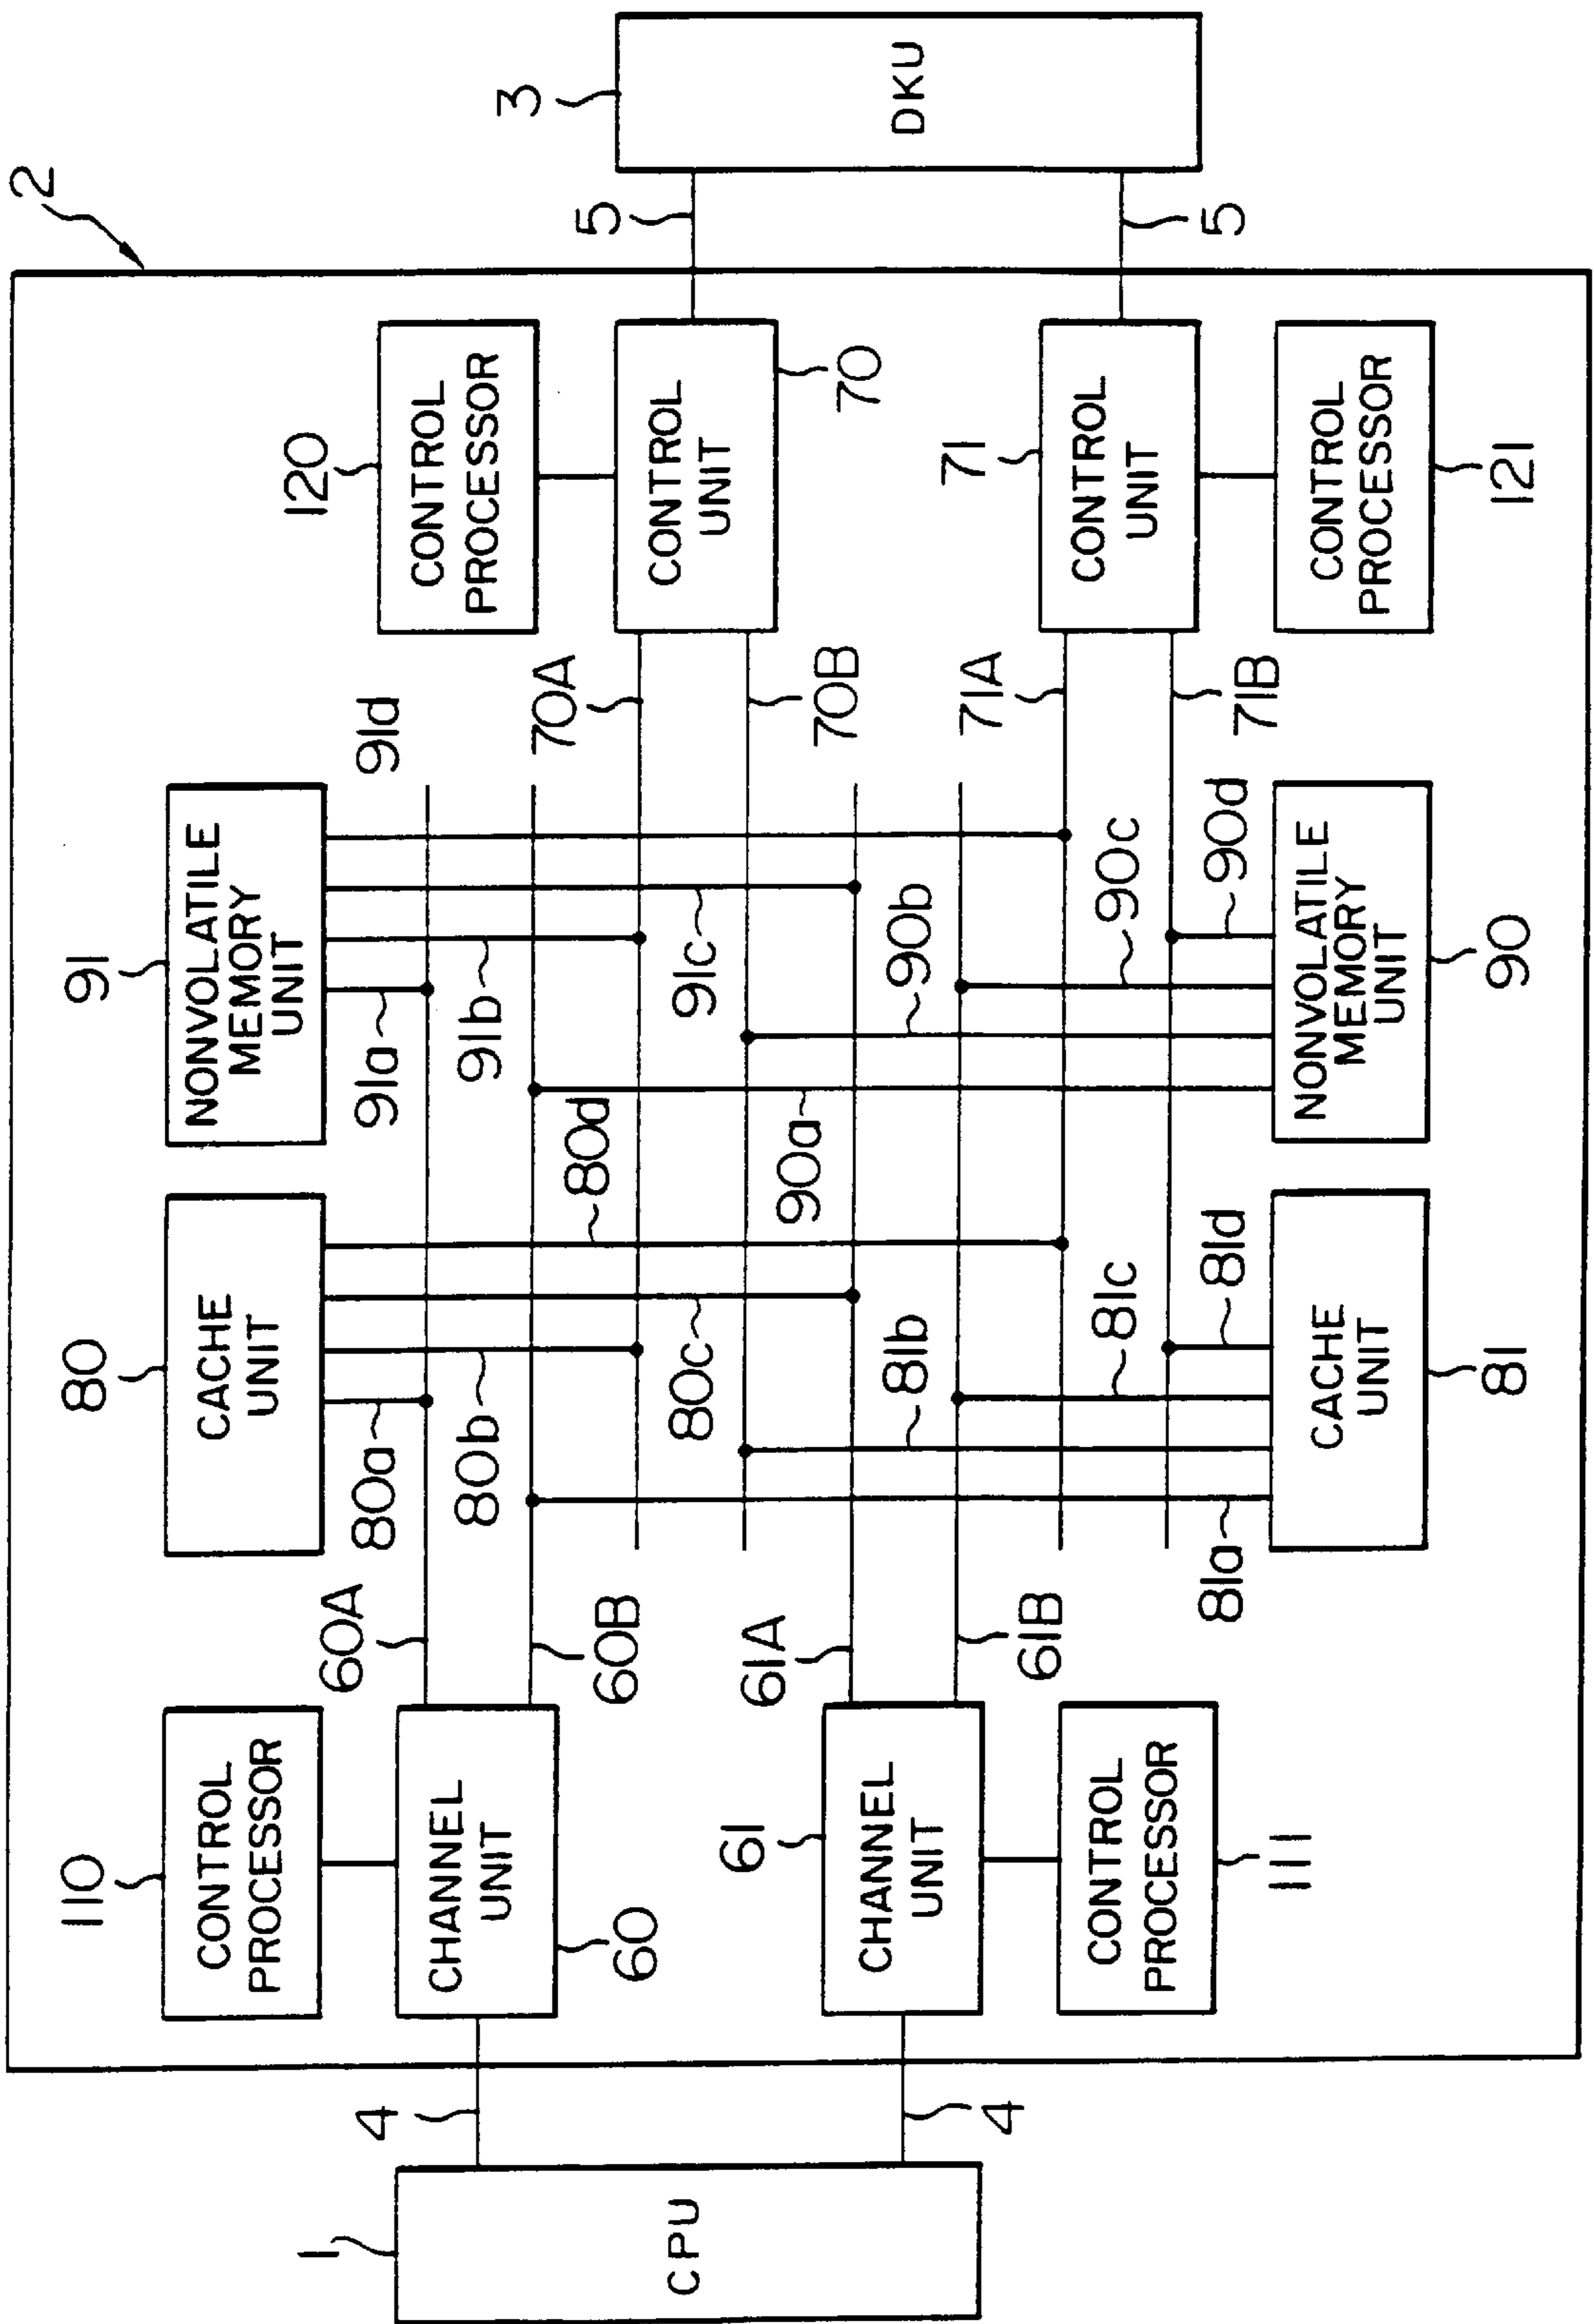 2
3
DKU
5
5
120
CONTROL
PROCESSOR
CONTROL
UNIT
70
71
CONTROL
UNIT
CONTROL
PROCESSOR
121
70A
70B
71A
71B
91
NONVOLATILE
MEMORY
UNIT
91a
91b
91c
91d
90a
90b
90c
90d
NONVOLATILE
MEMORY
UNIT
90
80
CACHE
UNIT
80a
80b
80c
80d
81a
81b
81c
81d
CACHE
UNIT
81
60A
60B
61A
61B
110
CONTROL
PROCESSOR
CHANNEL
UNIT
60
61
CHANNEL
UNIT
CONTROL
PROCESSOR
111
4
4
1
CPU